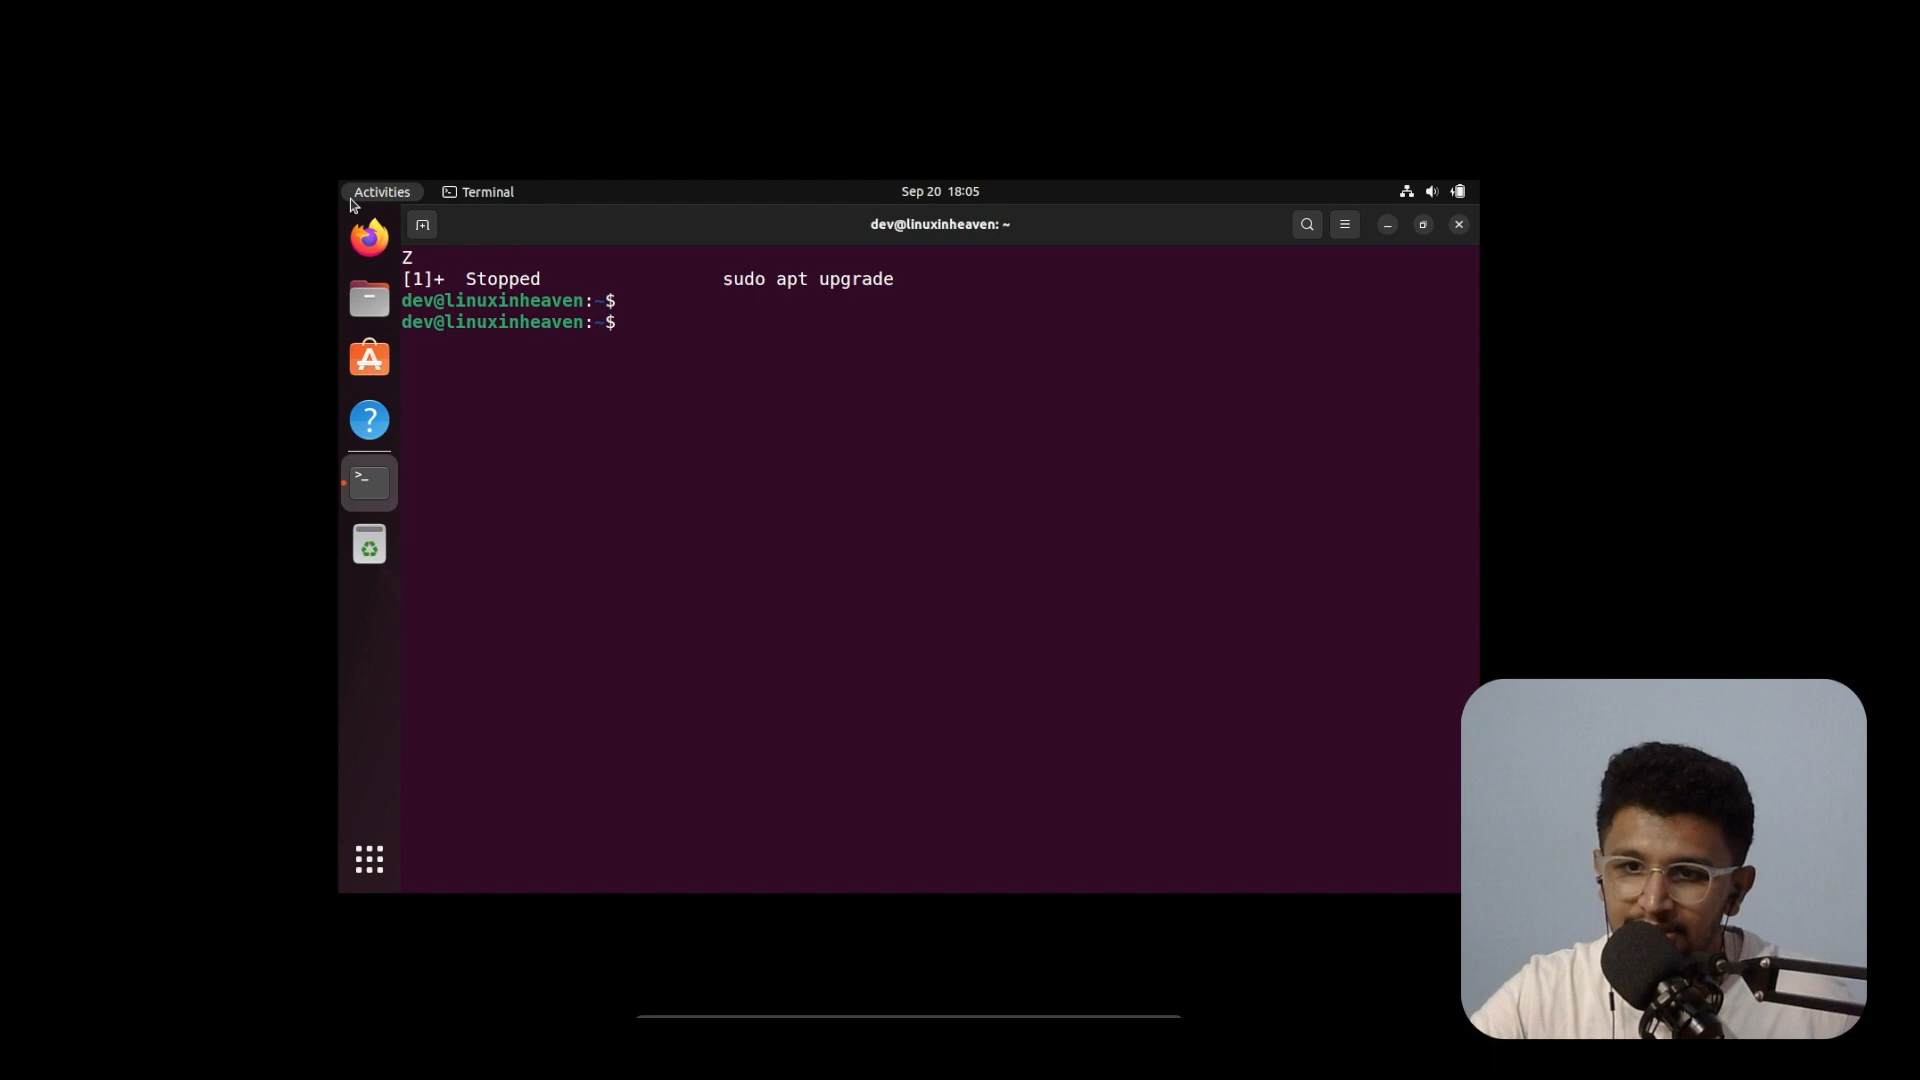 Activities Terminal Sep 20 18:05
dev@linuxinheaven: ~
Z
[1]+ Stopped sudo apt upgrade
dev@linuxinheaven:~$
dev@linuxinheaven:~$